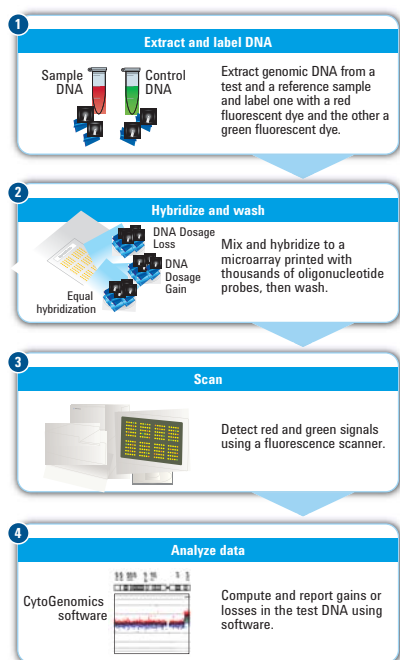 1
Extract and label DNA
Sample
DNA
Control
DNA
Extract genomic DNA from a
test and a reference sample
and label one with a red
fluorescent dye and the other a
green fluorescent dye.
2
Hybridize and wash
DNA Dosage
Loss
DNA
Dosage
Gain
Equal
hybridization
Mix and hybridize to a
microarray printed with
thousands of oligonucleotide
probes, then wash.
3
Scan
Detect red and green signals
using a fluorescence scanner.
4
Analyze data
CytoGenomics
software
Compute and report gains or
losses in the test DNA using
software.